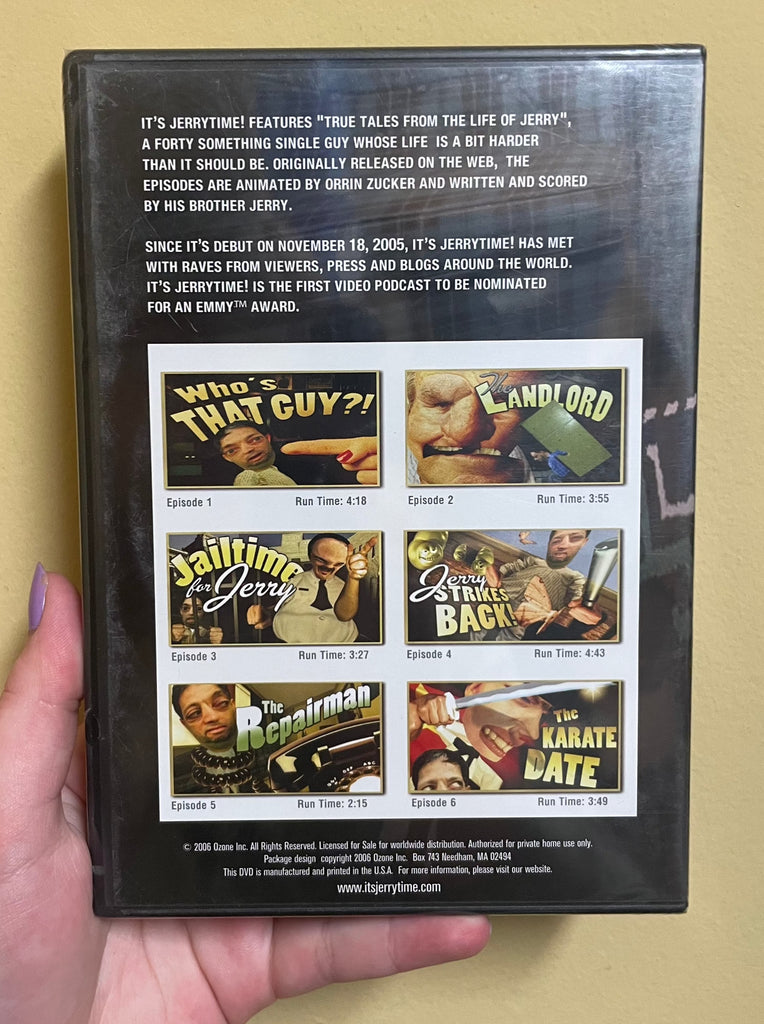 IT'S JERRYTIME! FEATURES "TRUE TALES FROM THE LIFE OF JERRY",
A FORTY SOMETHING SINGLE GUY WHOSE LIFE IS A BIT HARDER
THAN IT SHOULD BE. ORIGINALLY RELEASED ON THE WEB, THE
EPISODES ARE ANIMATED BY ORRIN ZUCKER AND WRITTEN AND SCORED
BY HIS BROTHER JERRY.
SINCE IT'S DEBUT ON NOVEMBER 18, 2005, IT'S JERRYTIME! HAS MET
WITH RAVES FROM VIEWERS, PRESS AND BLOGS AROUND THE WORLD.
IT'S JERRYTIME! IS THE FIRST VIDEO PODCAST TO BE NOMINATED
FOR AN EMMY™ AWARD.
Who's
THAT GUY?!
Episode 1 Run Time: 4:18
The
LANDLORD
Episode 2 Run Time: 3:55
Jailtime
for Jerry
Episode 3 Run Time: 3:27
Jerry
STRIKES
BACK!
Episode 4 Run Time: 4:43
The
Repairman
Episode 5 Run Time: 2:15
The
KARATE
DATE
Episode 6 Run Time: 3:49
© 2006 Ozone Inc. All Rights Reserved. Licensed for Sale for worldwide distribution. Authorized for private home use only.
Package design copyright 2006 Ozone Inc. Box 743 Needham, MA 02494
This DVD is manufactured and printed in the U.S.A. For more information, please visit our website.
www.itsjerrytime.com